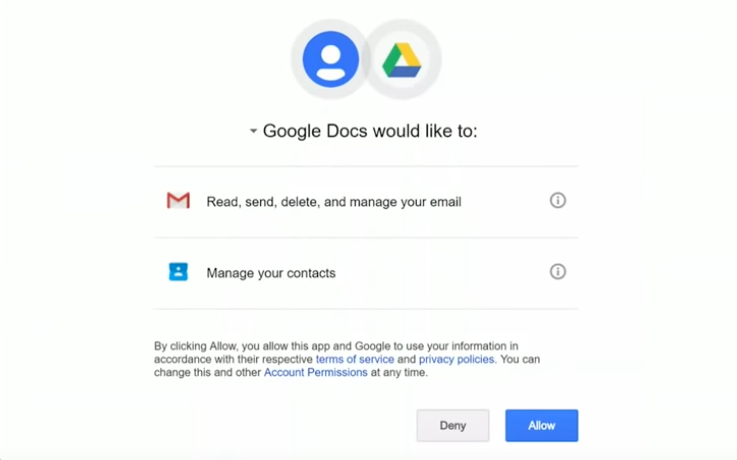 Google Docs would like to:
Read, send, delete, and manage your email
Manage your contacts
By clicking Allow, you allow this app and Google to use your information in
accordance with their respective terms of service and privacy policies. You can
change this and other Account Permissions at any time.
Deny Allow